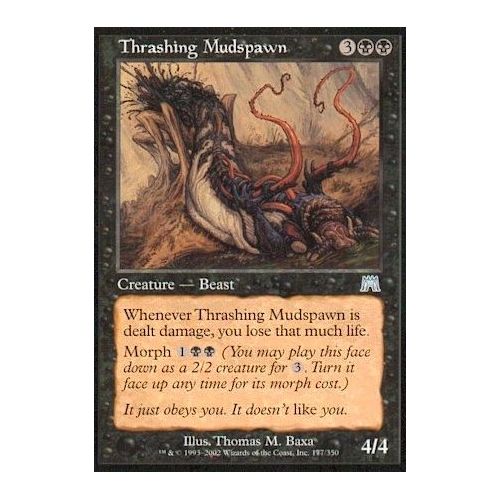 Thrashing Mudspawn 3
Creature — Beast
Whenever Thrashing Mudspawn is
dealt damage, you lose that much life.
Morph 1 (You may play this face
down as a 2/2 creature for 3. Turn it
face up any time for its morph cost.)
It just obeys you. It doesn't like you.
Illus. Thomas M. Baxa
4/4
™ & © 1993–2002 Wizards of the Coast, Inc. 177/350